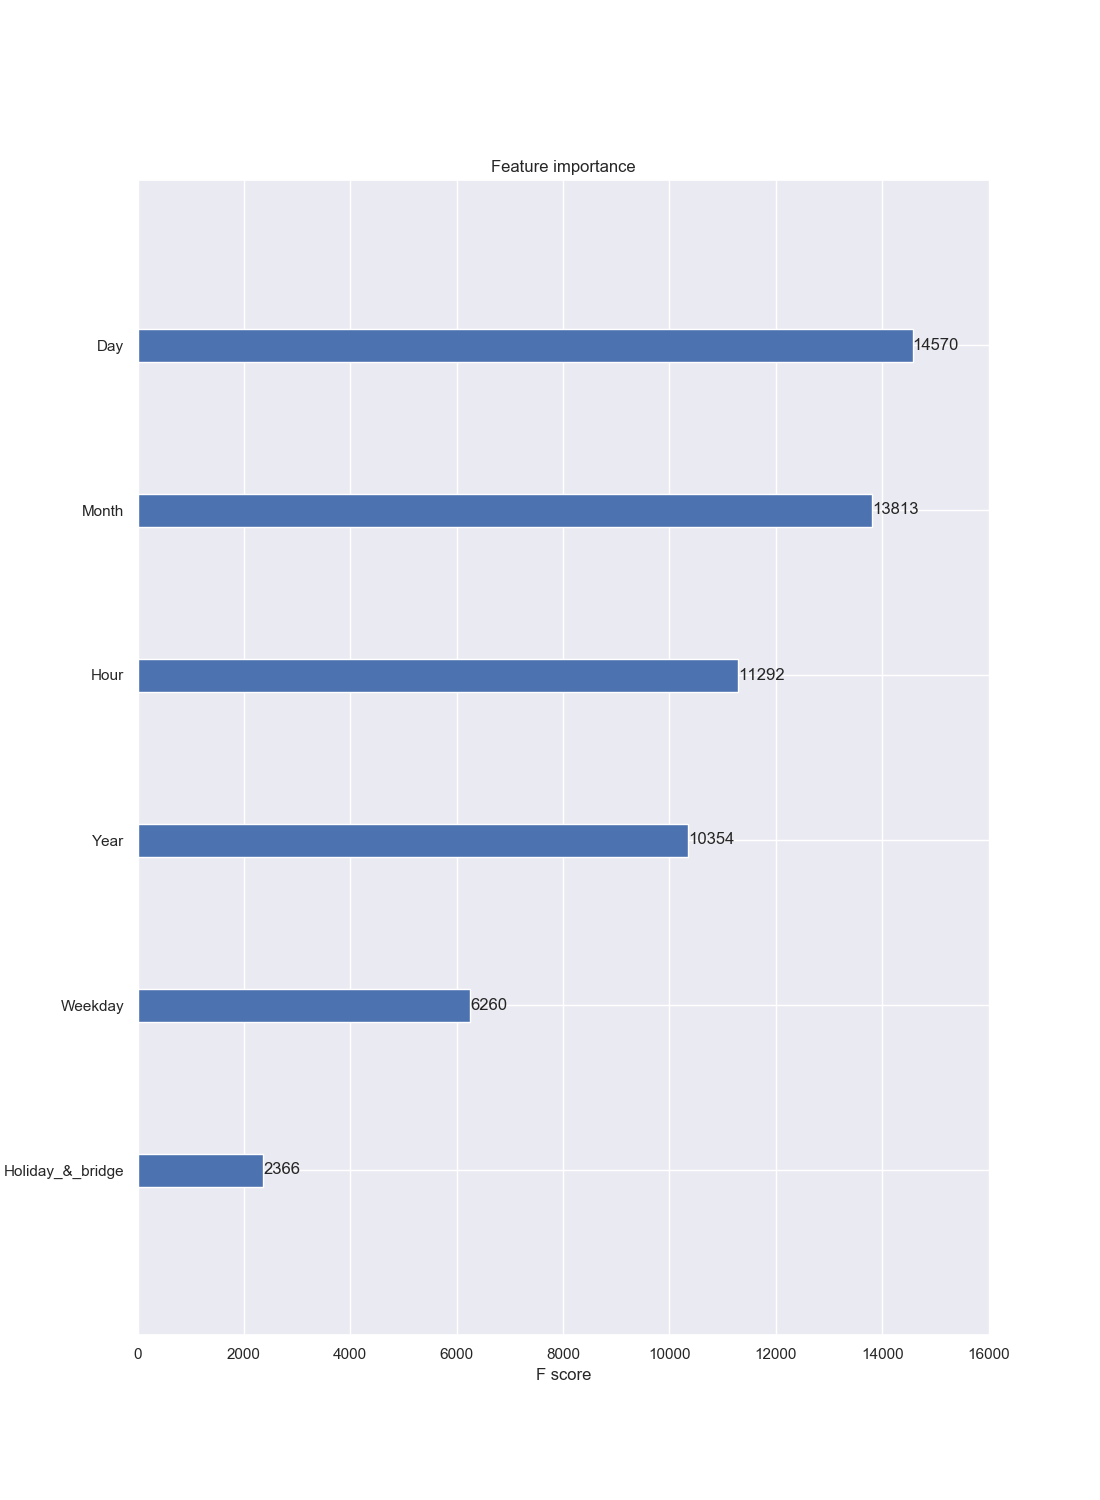 Feature importance
Day
14570
Month
13813
Hour
11292
Year
10354
Weekday
6260
Holiday_&_bridge
2366
0 2000 4000 6000 8000 10000 12000 14000 16000
F score